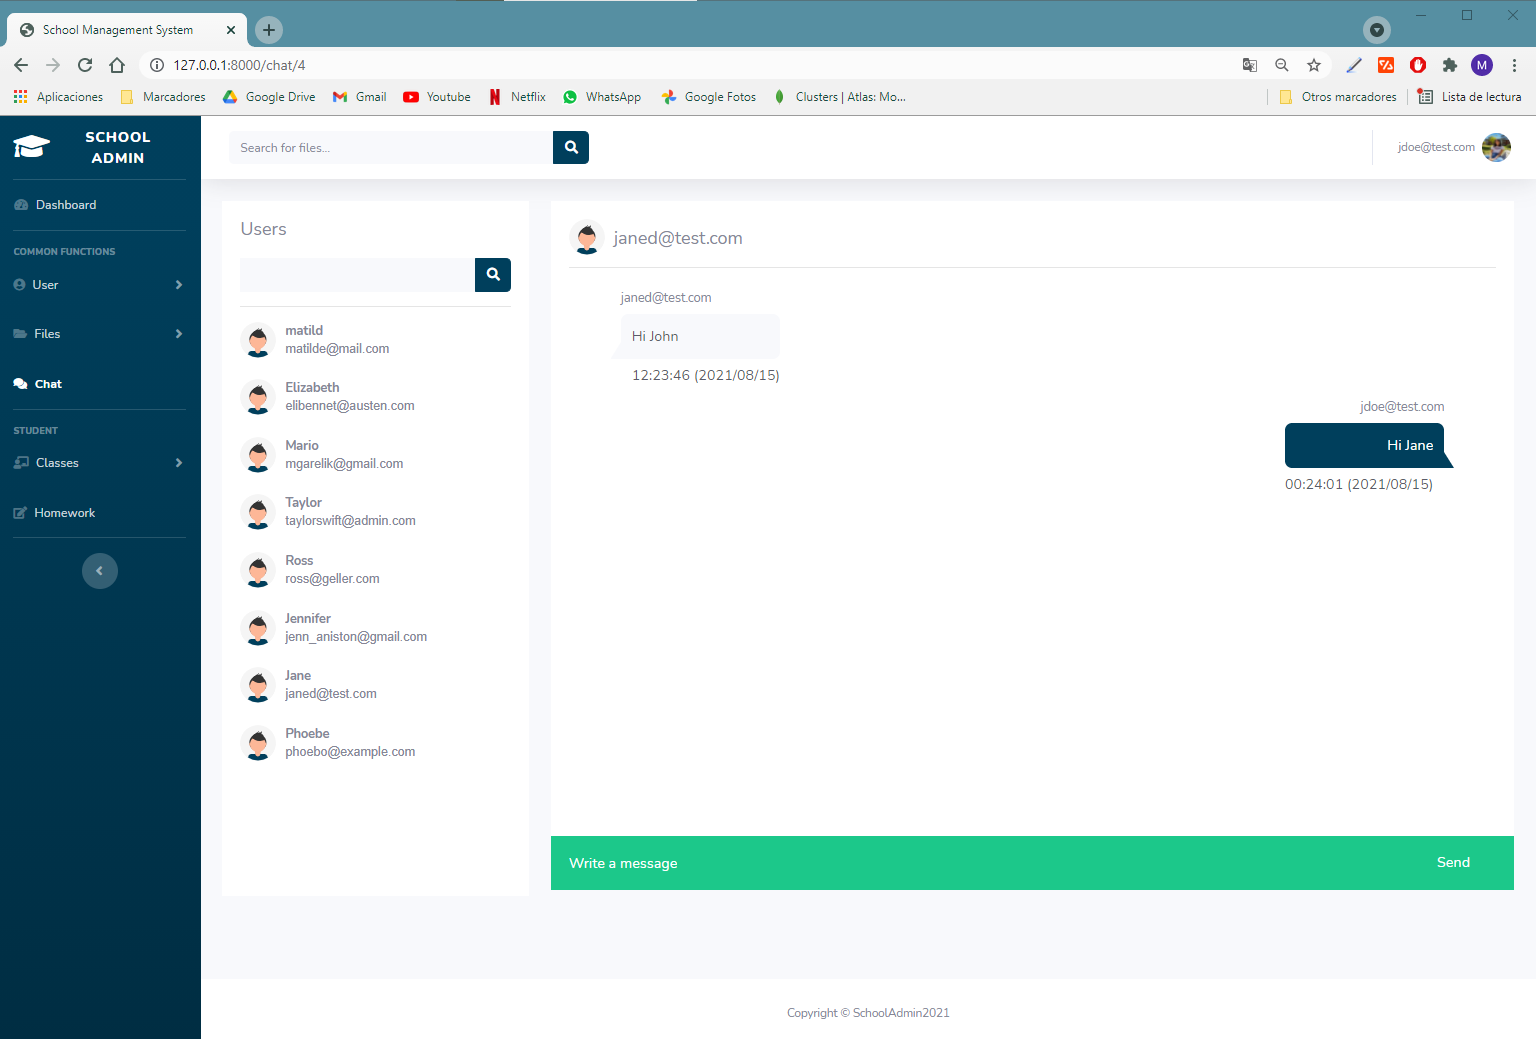 School Management System
127.0.0.1:8000/chat/4
M
Aplicaciones
Marcadores
Google Drive
Gmail
Youtube
Netflix
WhatsApp
Google Fotos
Clusters | Atlas: Mo...
Otros marcadores
Lista de lectura
SCHOOL
ADMIN
Dashboard
COMMON FUNCTIONS
User
Files
Chat
STUDENT
Classes
Homework
Search for files...
jdoe@test.com
Users
matild
matilde@mail.com
Elizabeth
elibennet@austen.com
Mario
mgarelik@gmail.com
Taylor
taylorswift@admin.com
Ross
ross@geller.com
Jennifer
jenn_aniston@gmail.com
Jane
janed@test.com
Phoebe
phoebo@example.com
janed@test.com
janed@test.com
Hi John
12:23:46 (2021/08/15)
jdoe@test.com
Hi Jane
00:24:01 (2021/08/15)
Write a message
Send
Copyright © SchoolAdmin2021